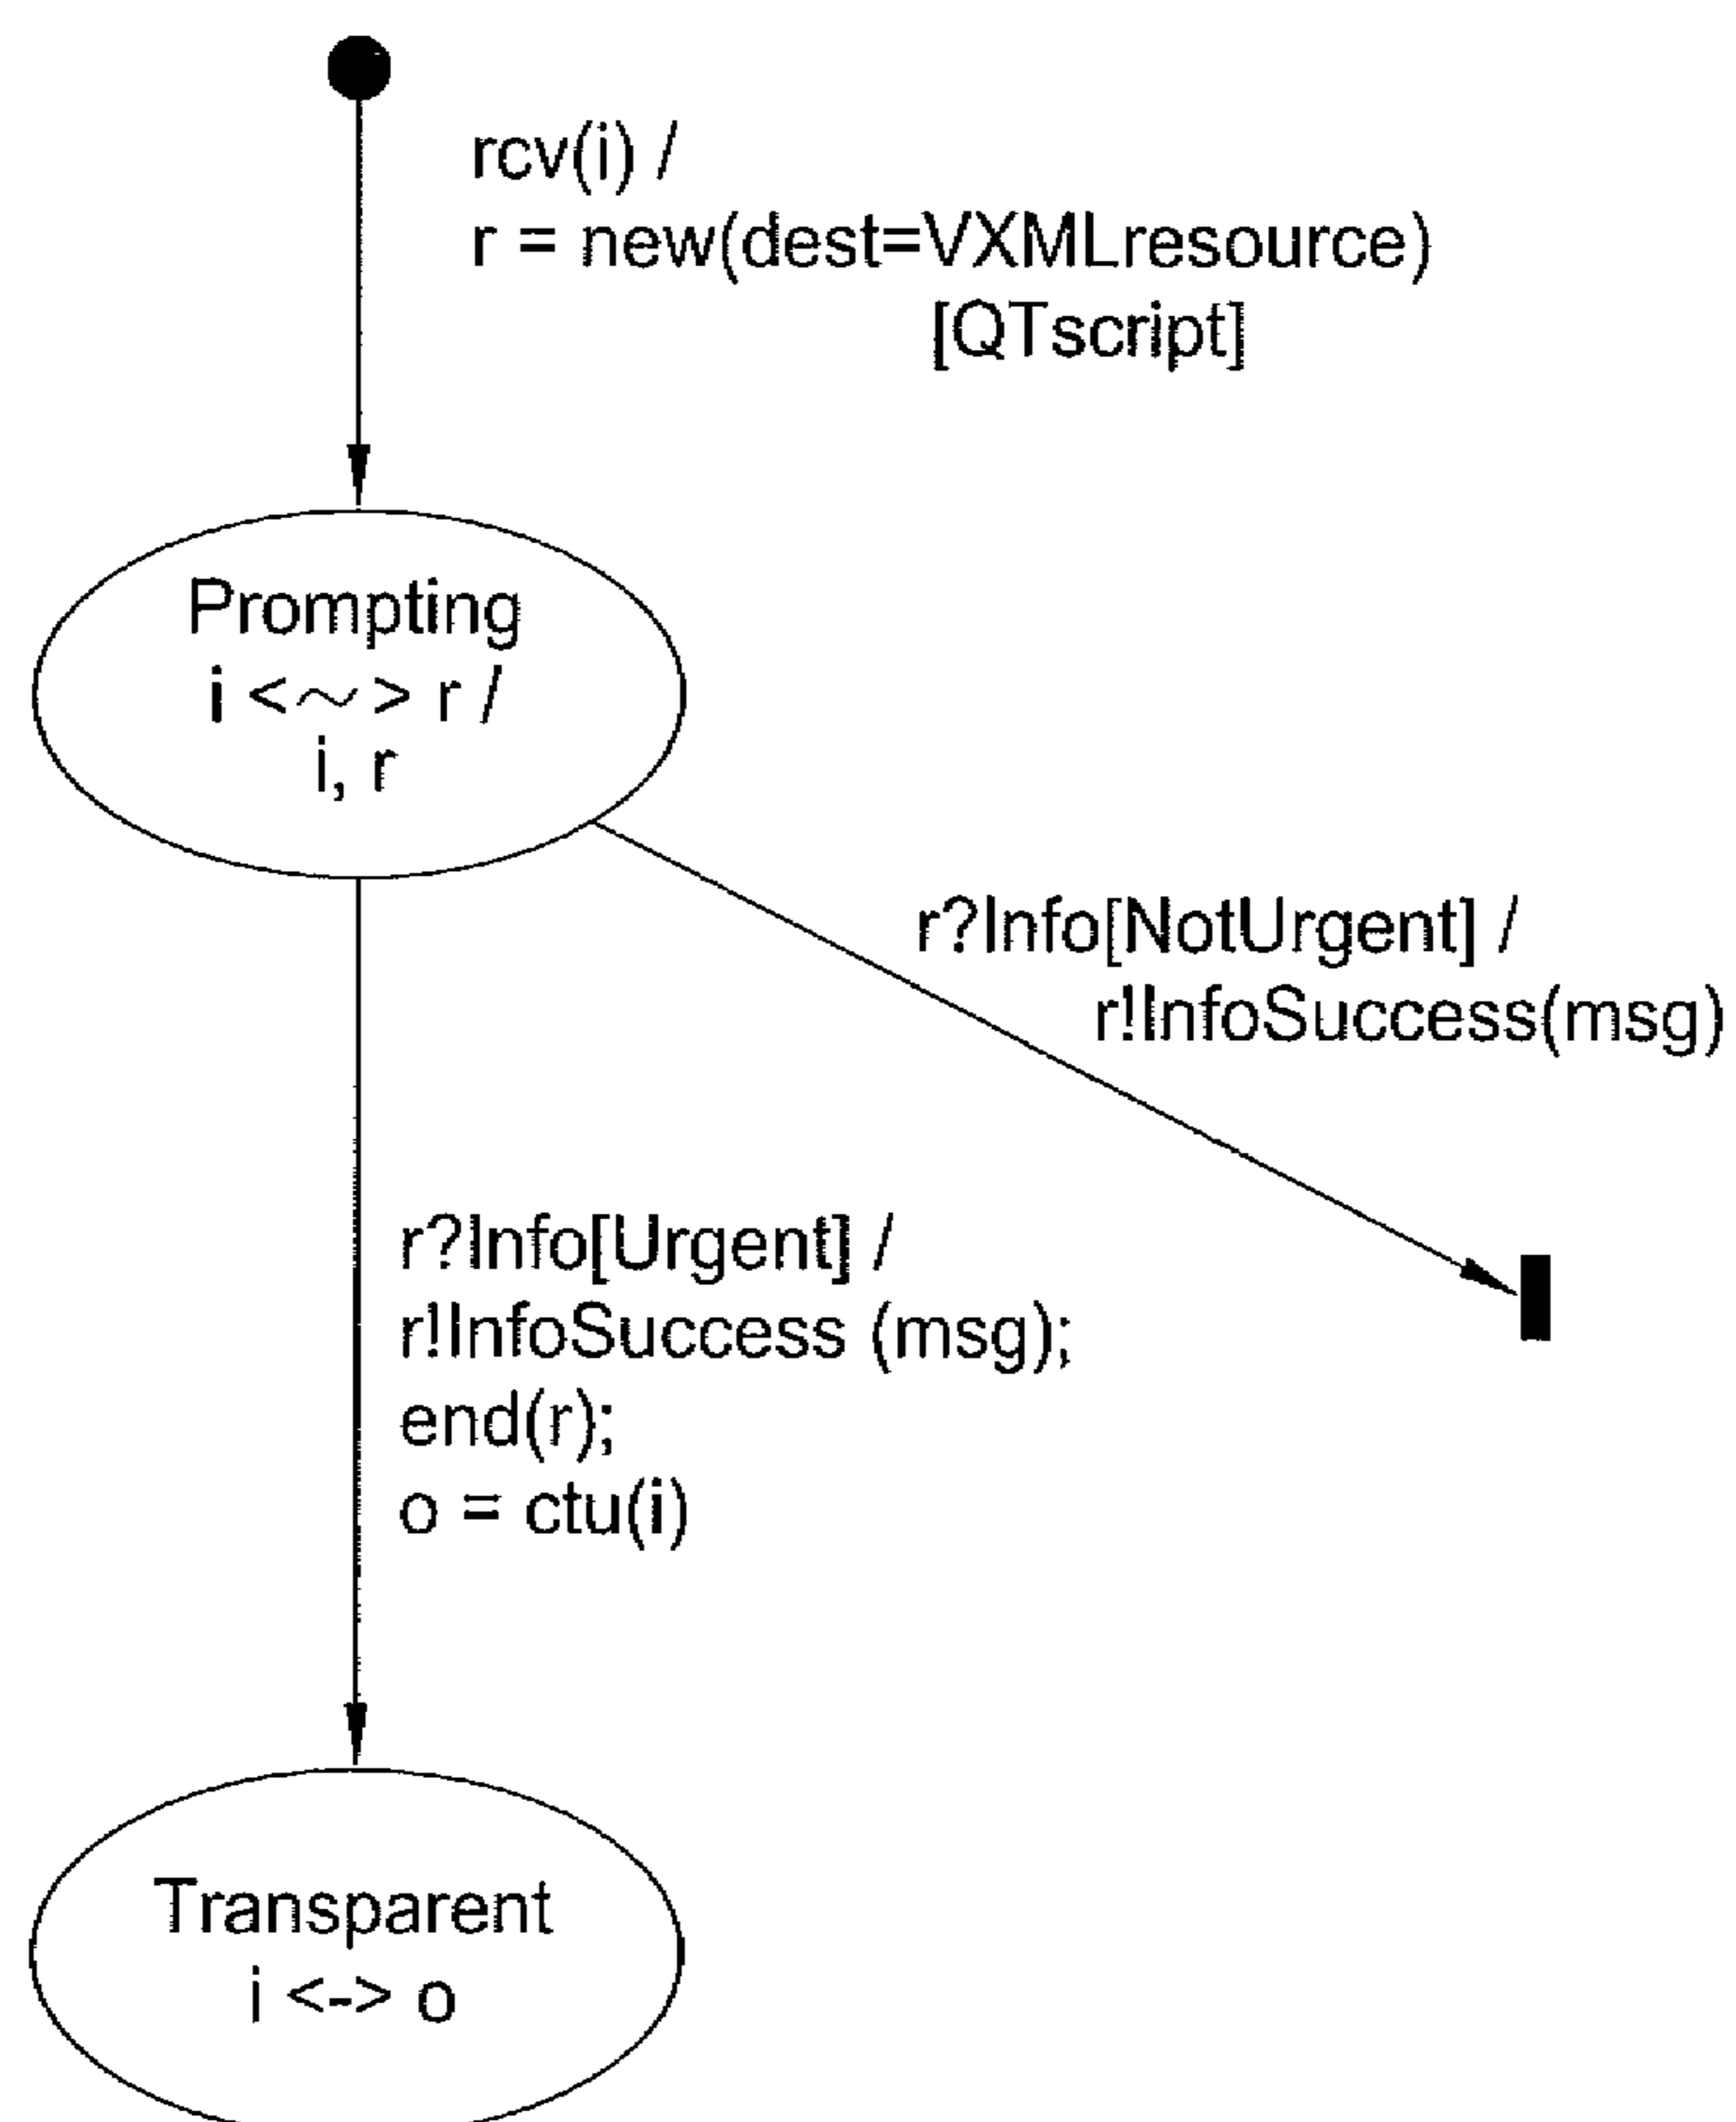 rcv(i) /
r = new(dest=VXMLresource)
[QTscript]
Prompting
i <~> r /
i, r
r?Info[NotUrgent] /
r!InfoSuccess(msg)
r?Info[Urgent] /
r!InfoSuccess (msg);
end(r);
o = ctu(i)
Transparent
i <-> o